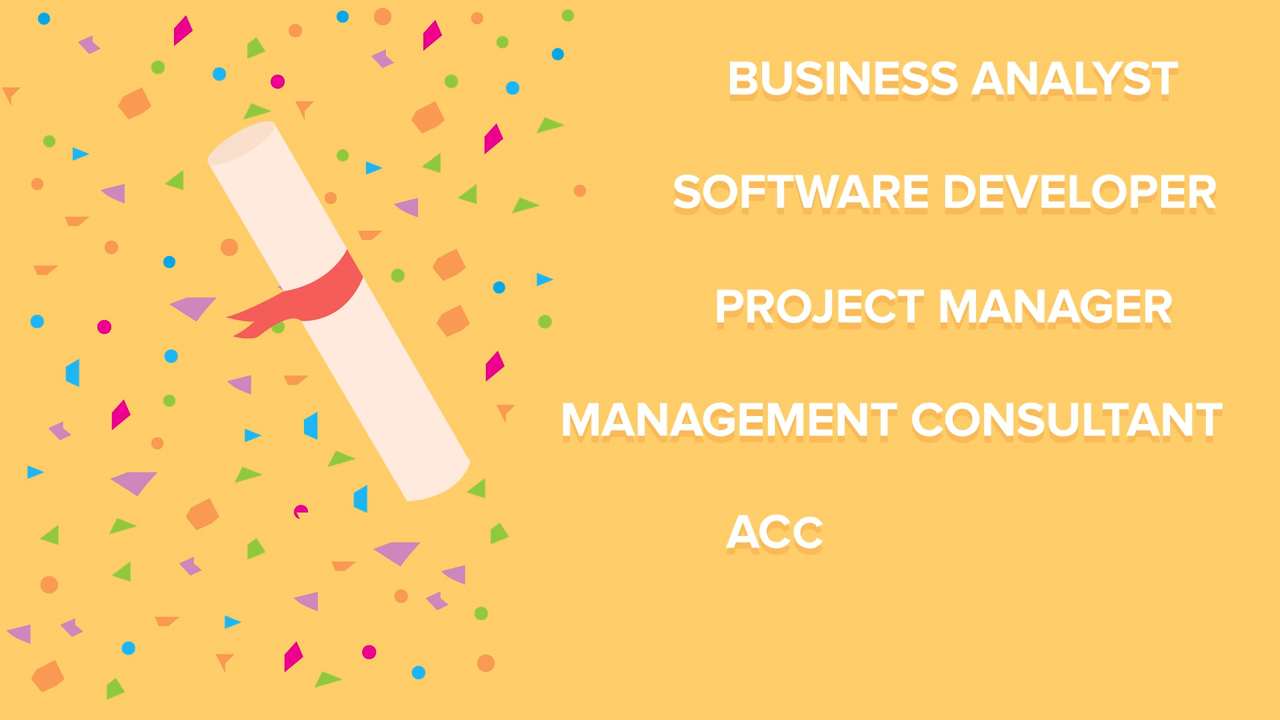 BUSINESS ANALYST
SOFTWARE DEVELOPER
PROJECT MANAGER
MANAGEMENT CONSULTANT
ACC